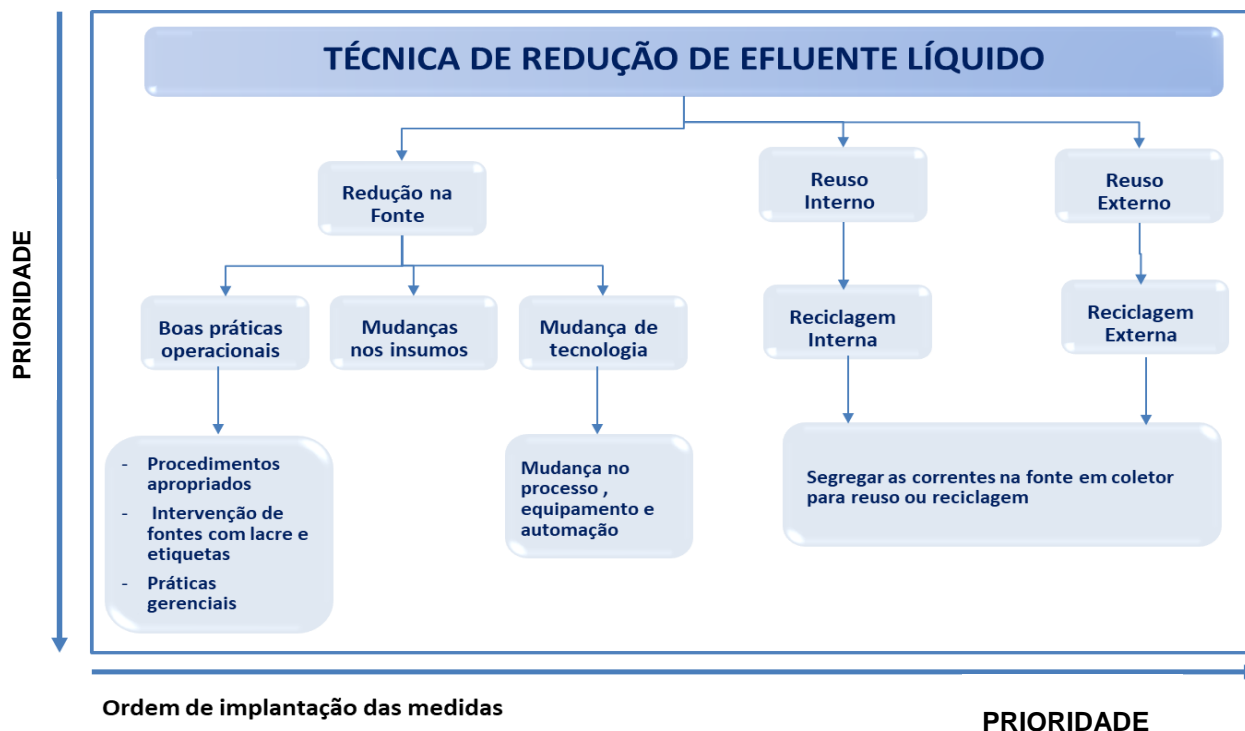 TÉCNICA DE REDUÇÃO DE EFLUENTE LÍQUIDO
PRIORIDADE
Redução na
Fonte
Reuso
Interno
Reuso
Externo
Boas práticas
operacionais
Mudanças
nos insumos
Mudança de
tecnologia
Reciclagem
Interna
Reciclagem
Externa
- Procedimentos
apropriados
- Intervenção de
fontes com lacre e
etiquetas
- Práticas
gerenciais
Mudança no
processo ,
equipamento e
automação
Segregar as correntes na fonte em coletor
para reuso ou reciclagem
Ordem de implantação das medidas
PRIORIDADE